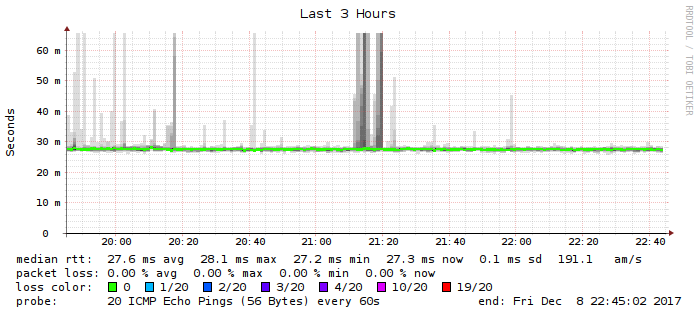 Last 3 Hours
RRDTOOL / TOBI OETIKER
Seconds
60 m
50 m
40 m
30 m
20 m
10 m
0
20:00 20:20 20:40 21:00 21:20 21:40 22:00 22:20 22:40
median rtt: 27.6 ms avg 28.1 ms max 27.2 ms min 27.3 ms now 0.1 ms sd 191.1 am/s
packet loss: 0.00 % avg 0.00 % max 0.00 % min 0.00 % now
loss color: 0 1/20 2/20 3/20 4/20 10/20 19/20
probe: 20 ICMP Echo Pings (56 Bytes) every 60s end: Fri Dec 8 22:45:02 2017